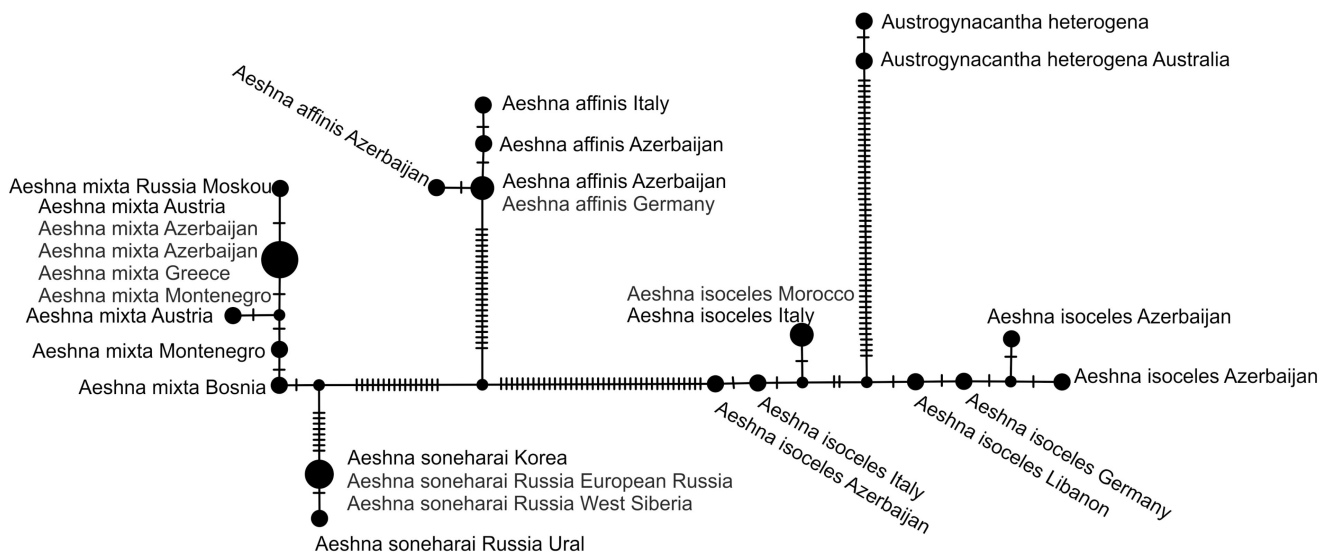 Austrogynacantha heterogena
Austrogynacantha heterogena Australia
Aeshna affinis Azerbaijan
Aeshna affinis Italy
Aeshna affinis Azerbaijan
Aeshna affinis Azerbaijan
Aeshna affinis Germany
Aeshna mixta Russia Moskou
Aeshna mixta Austria
Aeshna mixta Azerbaijan
Aeshna mixta Azerbaijan
Aeshna mixta Greece
Aeshna mixta Montenegro
Aeshna mixta Austria
Aeshna mixta Montenegro
Aeshna mixta Bosnia
Aeshna isoceles Morocco
Aeshna isoceles Italy
Aeshna isoceles Azerbaijan
Aeshna isoceles Azerbaijan
Aeshna isoceles Italy
Aeshna isoceles Azerbaijan
Aeshna isoceles Germany
Aeshna isoceles Libanon
Aeshna soneharai Korea
Aeshna soneharai Russia European Russia
Aeshna soneharai Russia West Siberia
Aeshna soneharai Russia Ural